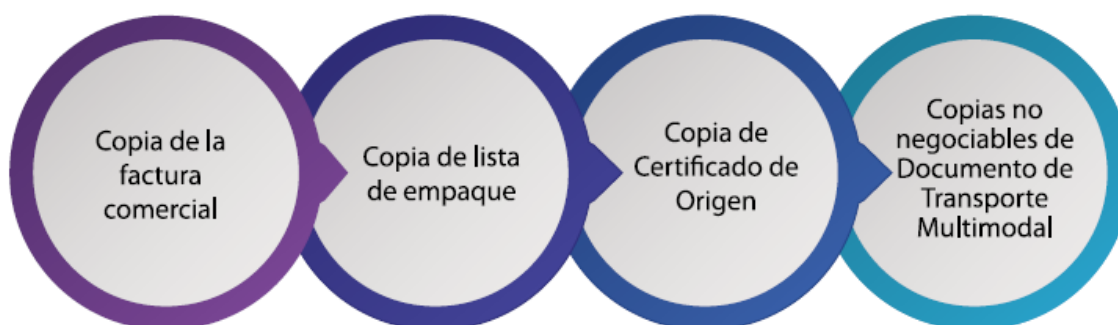 Copia de la
factura
comercial
Copia de lista
de empaque
Copia de
Certificado de
Origen
Copias no
negociables de
Documento de
Transporte
Multimodal